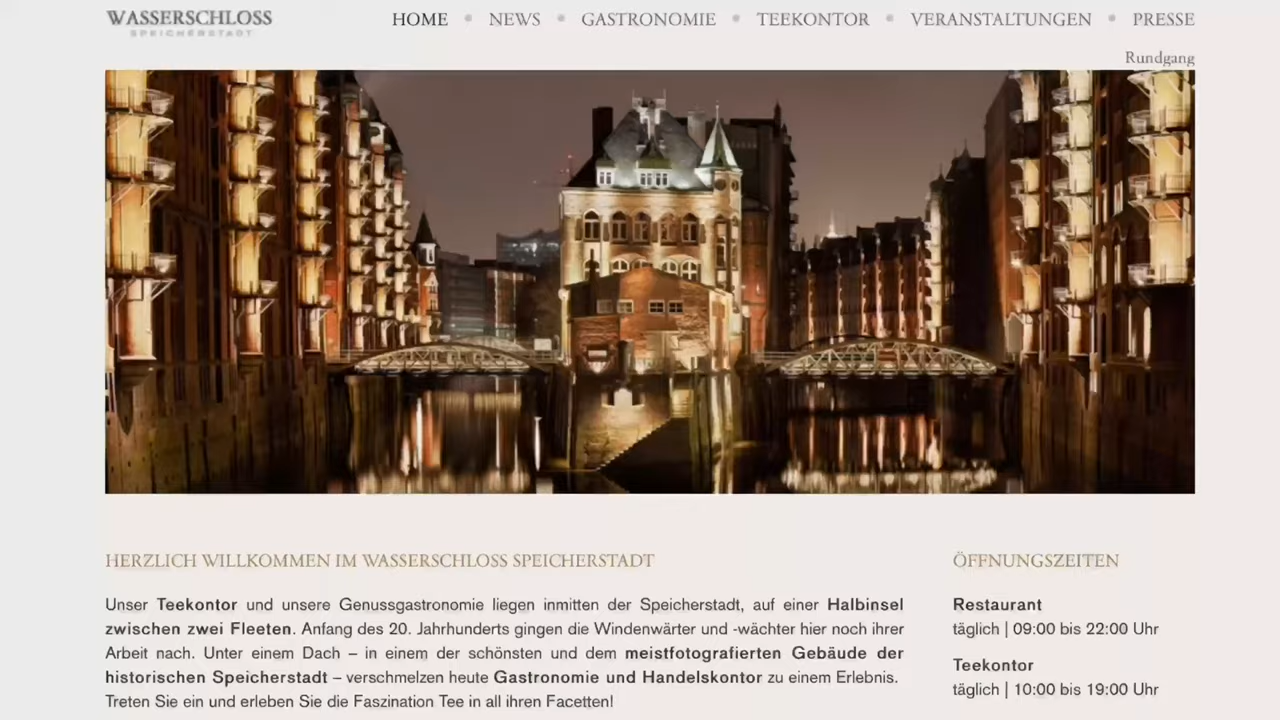 WASSERSCHLOSS
SPEICHERSTADT
HOME • NEWS • GASTRONOMIE • TEEKONTOR • VERANSTALTUNGEN • PRESSE
Rundgang
HERZLICH WILLKOMMEN IM WASSERSCHLOSS SPEICHERSTADT
Unser Teekontor und unsere Genussgastronomie liegen inmitten der Speicherstadt, auf einer Halbinsel
zwischen zwei Fleeten. Anfang des 20. Jahrhunderts gingen die Windenwärter und -wächter hier noch ihrer
Arbeit nach. Unter einem Dach – in einem der schönsten und dem meistfotografierten Gebäude der
historischen Speicherstadt – verschmelzen heute Gastronomie und Handelskontor zu einem Erlebnis.
Treten Sie ein und erleben Sie die Faszination Tee in all ihren Facetten!
ÖFFNUNGSZEITEN
Restaurant
täglich | 09:00 bis 22:00 Uhr
Teekontor
täglich | 10:00 bis 19:00 Uhr